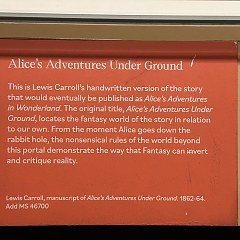 Alice's Adventures Under Ground
This is Lewis Carroll's handwritten version of the story
that would eventually be published as Alice's Adventures
in Wonderland. The original title, Alice's Adventures Under
Ground, locates the fantasy world of the story in relation
to our own. From the moment Alice goes down the
rabbit hole, the nonsensical rules of the world beyond
this portal demonstrate the way that Fantasy can invert
and critique reality.
Lewis Carroll, manuscript of Alice's Adventures Under Ground, 1862-64.
Add MS 46700